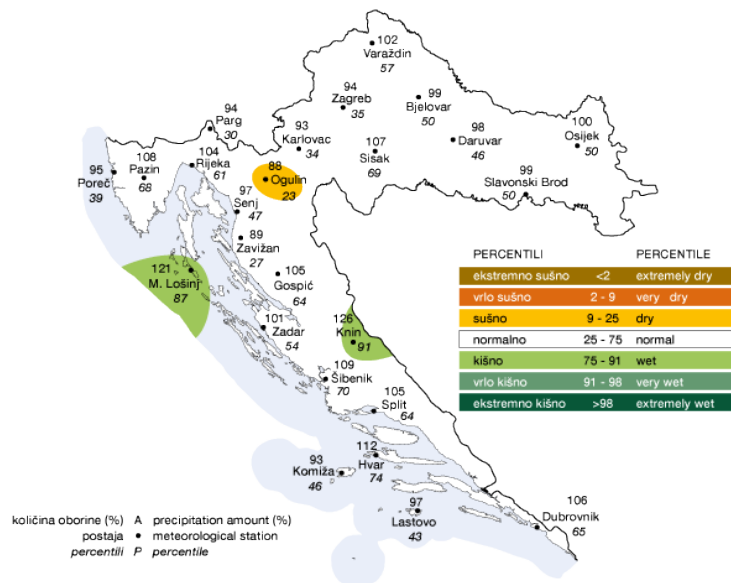 102
Varaždin
57
94
Zagreb
35
99
Bjelovar
50
94
Parg
30
93
Karlovac
34
98
Daruvar
46
100
Osijek
50
107
Sisak
69
104
Rijeka
61
108
Pazin
68
95
Poreč
39
88
Ogulin
23
99
Slavonski Brod
50
97
Senj
47
89
Zavižan
27
121
M. Lošinj
87
105
Gospić
64
101
Zadar
54
126
Knin
91
109
Šibenik
70
105
Split
64
112
Hvar
74
93
Komiža
46
97
Lastovo
43
106
Dubrovnik
65
PERCENTILI PERCENTILE
ekstremno sušno <2 extremely dry
vrlo sušno 2 - 9 very dry
sušno 9 - 25 dry
normalno 25 - 75 normal
kišno 75 - 91 wet
vrlo kišno 91 - 98 very wet
ekstremno kišno >98 extremely wet
količina oborine (%) A precipitation amount (%)
postaja meteorological station
percentili P percentile